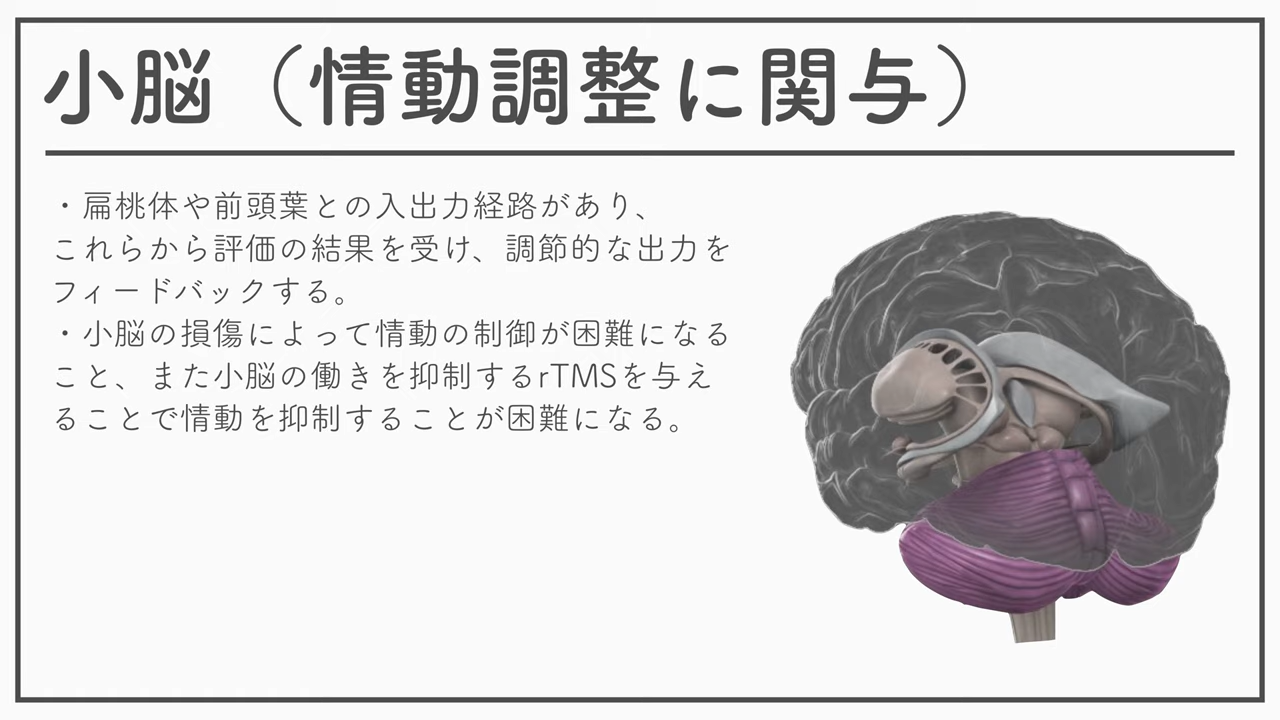 小脳（情動調整に関与）
・扁桃体や前頭葉との入出力経路があり、
これらから評価の結果を受け、調節的な出力を
フィードバックする。
・小脳の損傷によって情動の制御が困難になる
こと、また小脳の働きを抑制するrTMSを与え
ることで情動を抑制することが困難になる。